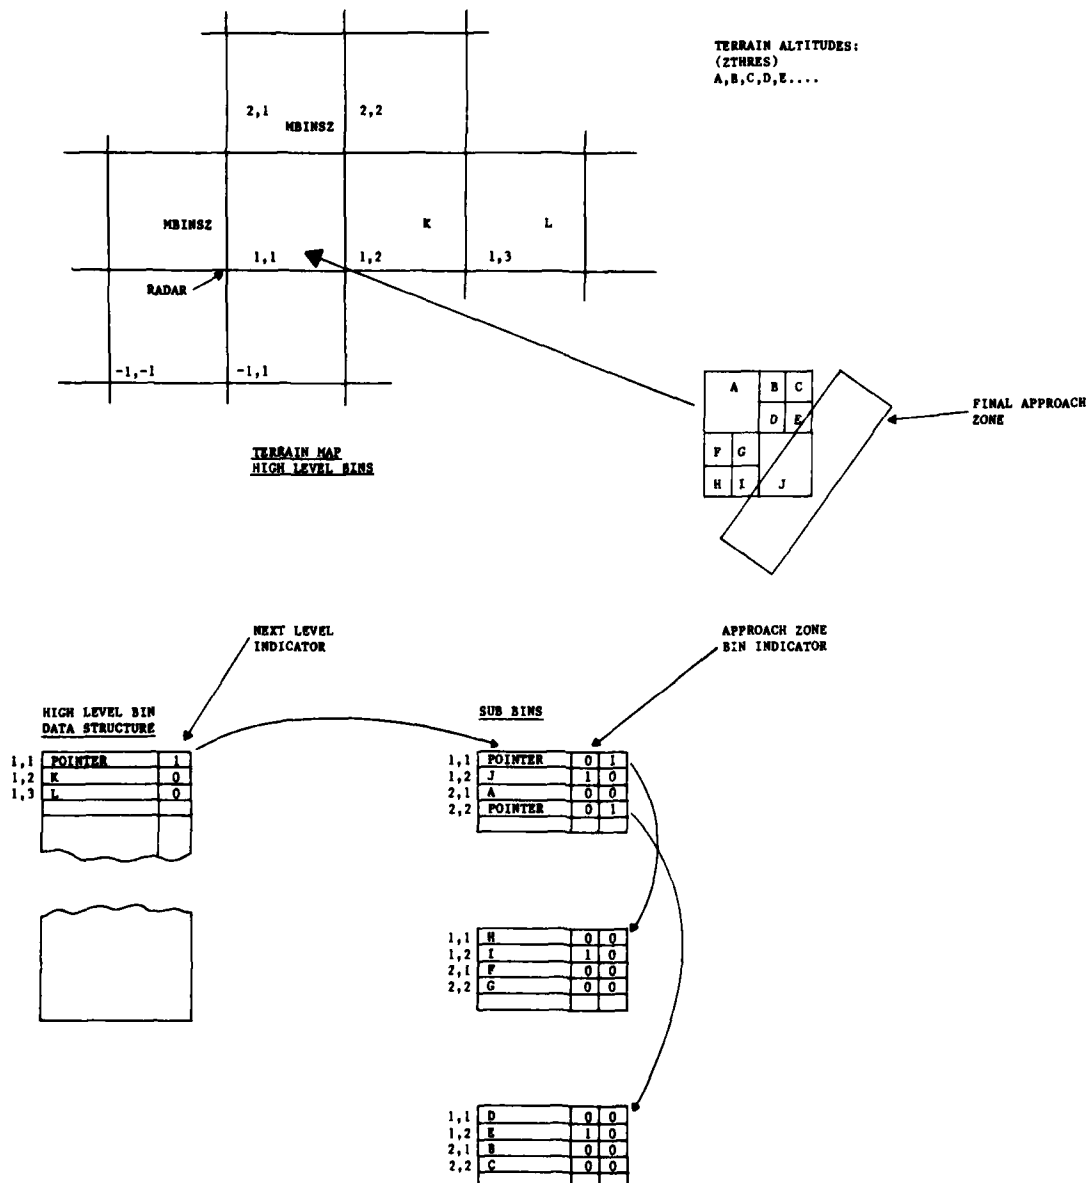 TERRAIN ALTITUDES:
(ZTHRES)
A,B,C,D,E....
2,1
MBINSZ
2,2
MBINSZ
K
L
1,1
1,2
1,3
RADAR
-1,-1
-1,1
A
B
C
D
E
F
G
H
I
J
FINAL APPROACH
ZONE
TERRAIN MAP
HIGH LEVEL BINS
NEXT LEVEL
INDICATOR
APPROACH ZONE
BIN INDICATOR
HIGH LEVEL BIN
DATA STRUCTURE
1,1 POINTER 1
1,2 K 0
1,3 L 0
SUB BINS
1,1 POINTER 0 1
1,2 J 1 0
2,1 A 0 0
2,2 POINTER 0 1
1,1 H 0 0
1,2 I 1 0
2,1 F 0 0
2,2 G 0 0
1,1 D 0 0
1,2 E 1 0
2,1 B 0 0
2,2 C 0 0